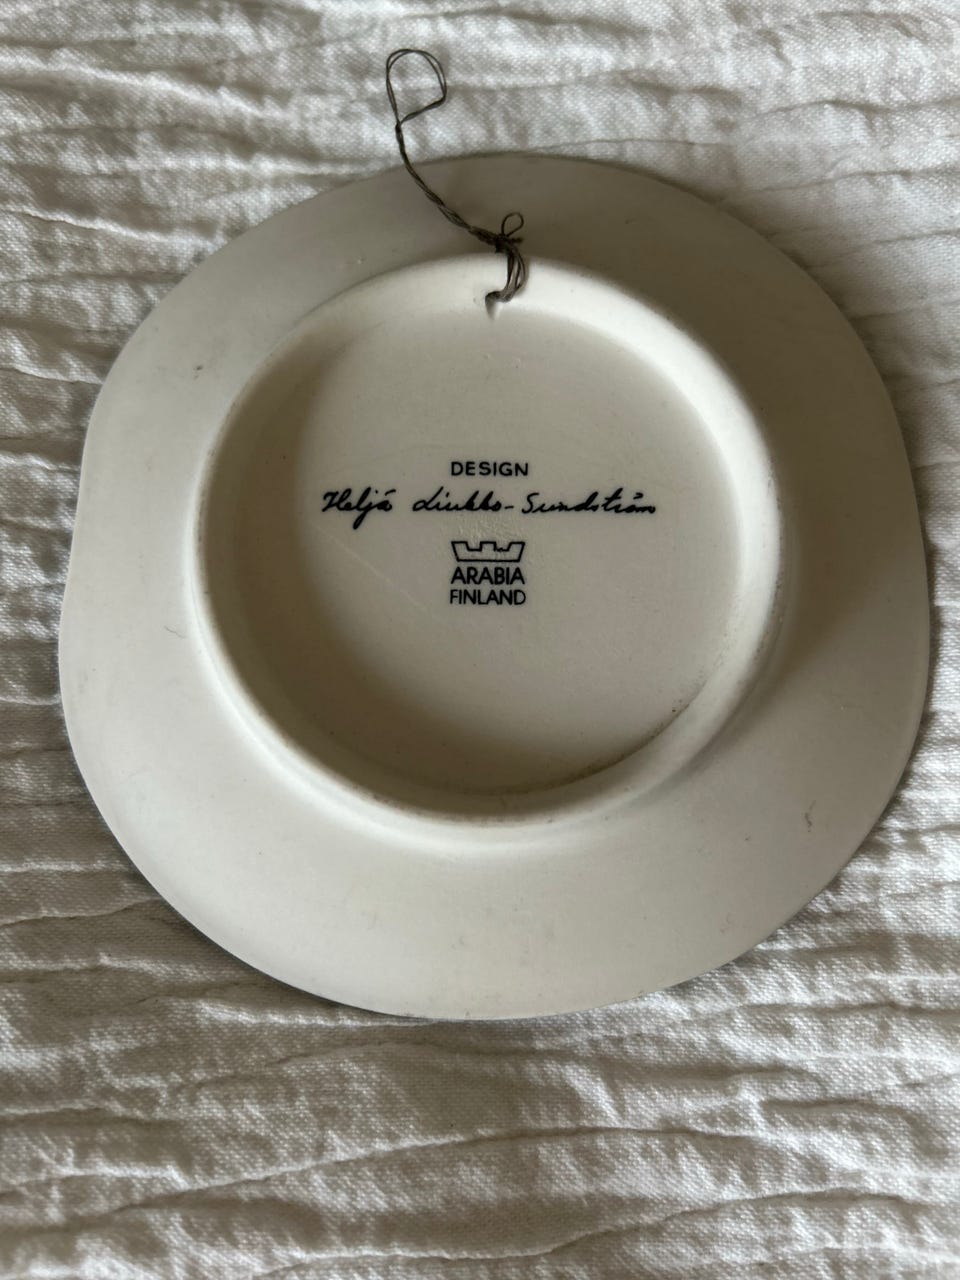 DESIGN
Heljä Liukko-Sundström
ARABIA
FINLAND